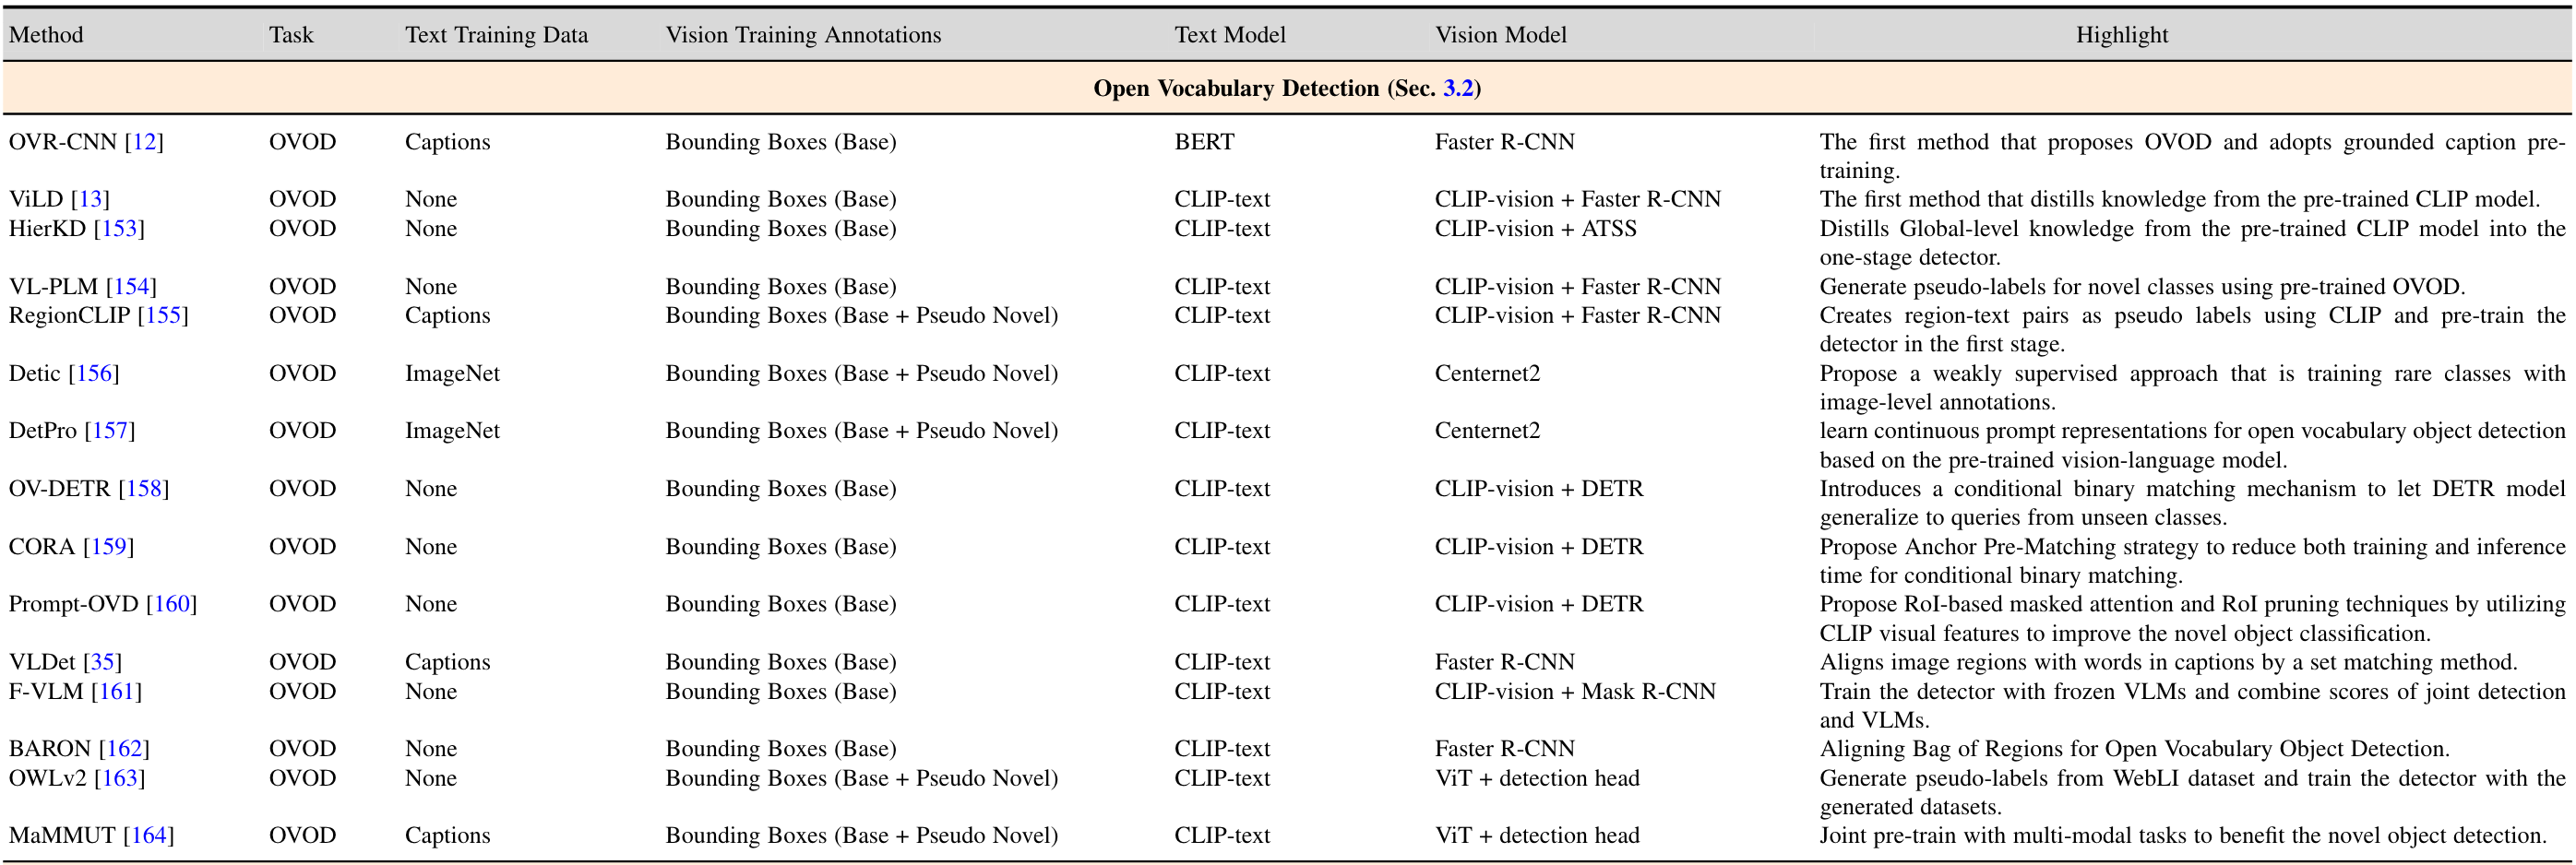 Method Task Text Training Data Vision Training Annotations Text Model Vision Model Highlight
Open Vocabulary Detection (Sec. 3.2)
OVR-CNN [12] OVOD Captions Bounding Boxes (Base) BERT Faster R-CNN The first method that proposes OVOD and adopts grounded caption pre-
training.
ViLD [13] OVOD None Bounding Boxes (Base) CLIP-text CLIP-vision + Faster R-CNN The first method that distills knowledge from the pre-trained CLIP model.
HierKD [153] OVOD None Bounding Boxes (Base) CLIP-text CLIP-vision + ATSS Distills Global-level knowledge from the pre-trained CLIP model into the
one-stage detector.
VL-PLM [154] OVOD None Bounding Boxes (Base) CLIP-text CLIP-vision + Faster R-CNN Generate pseudo-labels for novel classes using pre-trained OVOD.
RegionCLIP [155] OVOD Captions Bounding Boxes (Base + Pseudo Novel) CLIP-text CLIP-vision + Faster R-CNN Creates region-text pairs as pseudo labels using CLIP and pre-train the
detector in the first stage.
Detic [156] OVOD ImageNet Bounding Boxes (Base + Pseudo Novel) CLIP-text Centernet2 Propose a weakly supervised approach that is training rare classes with
image-level annotations.
DetPro [157] OVOD ImageNet Bounding Boxes (Base + Pseudo Novel) CLIP-text Centernet2 learn continuous prompt representations for open vocabulary object detection
based on the pre-trained vision-language model.
OV-DETR [158] OVOD None Bounding Boxes (Base) CLIP-text CLIP-vision + DETR Introduces a conditional binary matching mechanism to let DETR model
generalize to queries from unseen classes.
CORA [159] OVOD None Bounding Boxes (Base) CLIP-text CLIP-vision + DETR Propose Anchor Pre-Matching strategy to reduce both training and inference
time for conditional binary matching.
Prompt-OVD [160] OVOD None Bounding Boxes (Base) CLIP-text CLIP-vision + DETR Propose RoI-based masked attention and RoI pruning techniques by utilizing
CLIP visual features to improve the novel object classification.
VLDet [35] OVOD Captions Bounding Boxes (Base) CLIP-text Faster R-CNN Aligns image regions with words in captions by a set matching method.
F-VLM [161] OVOD None Bounding Boxes (Base) CLIP-text CLIP-vision + Mask R-CNN Train the detector with frozen VLMs and combine scores of joint detection
and VLMs.
BARON [162] OVOD None Bounding Boxes (Base) CLIP-text Faster R-CNN Aligning Bag of Regions for Open Vocabulary Object Detection.
OWLv2 [163] OVOD None Bounding Boxes (Base + Pseudo Novel) CLIP-text ViT + detection head Generate pseudo-labels from WebLI dataset and train the detector with the
generated datasets.
MaMMUT [164] OVOD Captions Bounding Boxes (Base + Pseudo Novel) CLIP-text ViT + detection head Joint pre-train with multi-modal tasks to benefit the novel object detection.